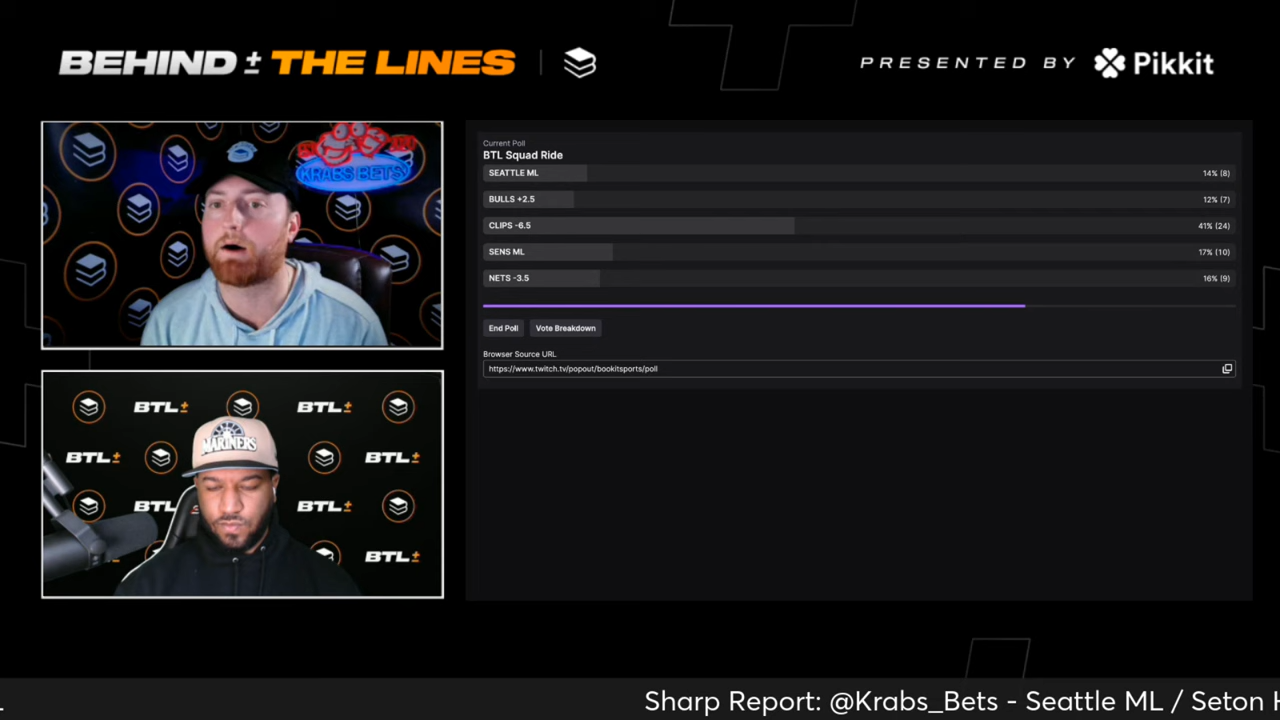 BEHIND ± THE LINES
PRESENTED BY Pikkit
KRABS BETS
Current Poll
BTL Squad Ride
SEATTLE ML 14% (8)
BULLS +2.5 12% (7)
CLIPS -6.5 41% (24)
SENS ML 17% (10)
NETS -3.5 16% (9)
End Poll Vote Breakdown
Browser Source URL
https://www.twitch.tv/popout/bookitsports/poll
BTL± BTL±
MARINERS
BTL± BTL±
BTL BTL±
BTL±
Sharp Report: @Krabs_Bets - Seattle ML / Seton H